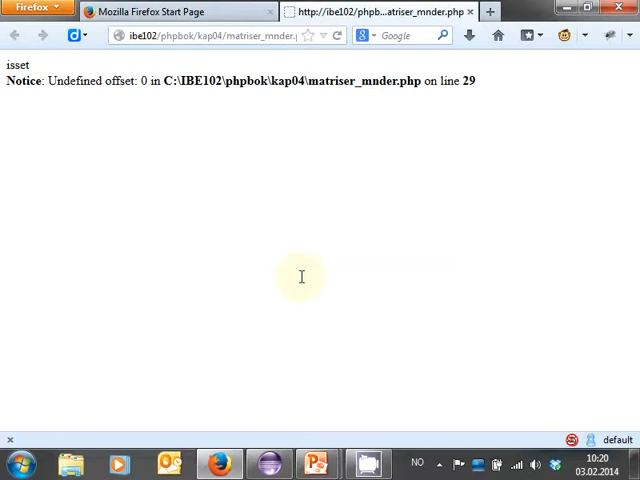 Firefox
Mozilla Firefox Start Page
http://ibe102/phpb...atriser_mnder.php
ibe102/phpbok/kap04/matriser_mnder.p
Google
isset
Notice: Undefined offset: 0 in C:\IBE102\phpbok\kap04\matriser_mnder.php on line 29
default
NO
10:20
03.02.2014